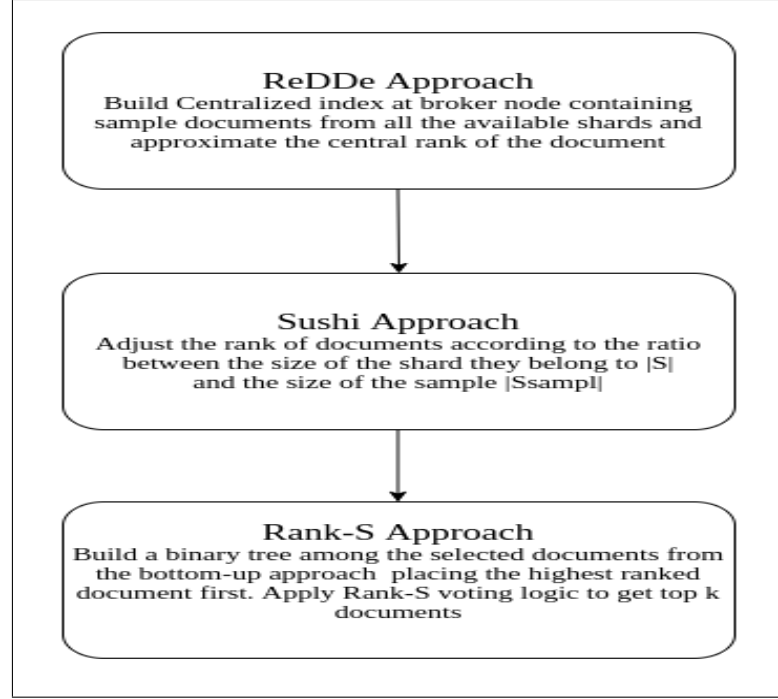 ReDDe Approach
Build Centralized index at broker node containing
sample documents from all the available shards and
approximate the central rank of the document
Sushi Approach
Adjust the rank of documents according to the ratio
between the size of the shard they belong to |S|
and the size of the sample |Ssampl|
Rank-S Approach
Build a binary tree among the selected documents from
the bottom-up approach  placing the highest ranked
document first. Apply Rank-S voting logic to get top k
documents